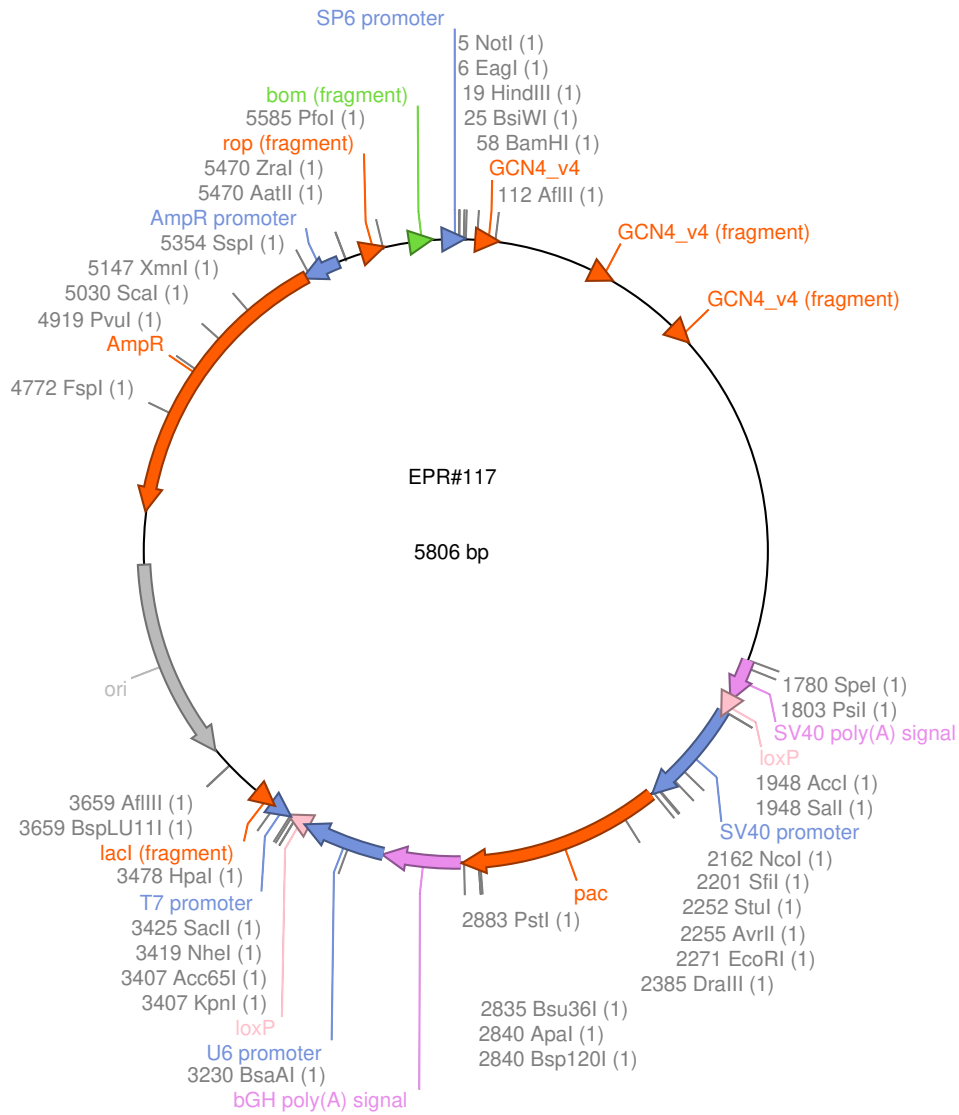 SP6 promoter
5 NotI (1)
6 EagI (1)
19 HindIII (1)
25 BsiWI (1)
58 BamHI (1)
GCN4_v4
112 AflII (1)
GCN4_v4 (fragment)
GCN4_v4 (fragment)
bom (fragment)
5585 PfoI (1)
rop (fragment)
5470 ZraI (1)
5470 AatII (1)
AmpR promoter
5354 SspI (1)
5147 XmnI (1)
5030 ScaI (1)
4919 PvuI (1)
AmpR
4772 FspI (1)
EPR#117
5806 bp
ori
1780 SpeI (1)
1803 PsiI (1)
SV40 poly(A) signal
loxP
1948 AccI (1)
1948 SalI (1)
SV40 promoter
2162 NcoI (1)
2201 SfiI (1)
2252 StuI (1)
2255 AvrII (1)
2271 EcoRI (1)
2385 DraIII (1)
pac
2835 Bsu36I (1)
2840 ApaI (1)
2840 Bsp120I (1)
2883 PstI (1)
3659 AflIII (1)
3659 BspLU11I (1)
lacI (fragment)
3478 HpaI (1)
T7 promoter
3425 SacII (1)
3419 NheI (1)
3407 Acc65I (1)
3407 KpnI (1)
loxP
U6 promoter
3230 BsaAI (1)
bGH poly(A) signal